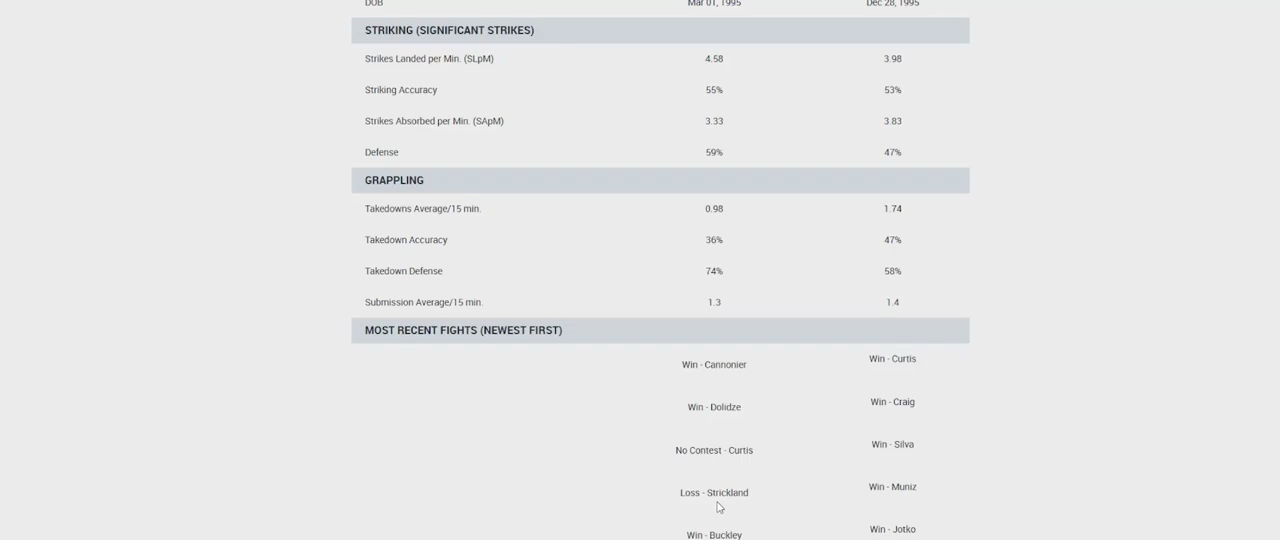 DOB Mar 01, 1995 Dec 28, 1995
STRIKING (SIGNIFICANT STRIKES)
Strikes Landed per Min. (SLpM) 4.58 3.98
Striking Accuracy 55% 53%
Strikes Absorbed per Min. (SApM) 3.33 3.83
Defense 59% 47%
GRAPPLING
Takedowns Average/15 min. 0.98 1.74
Takedown Accuracy 36% 47%
Takedown Defense 74% 58%
Submission Average/15 min. 1.3 1.4
MOST RECENT FIGHTS (NEWEST FIRST)
Win - Cannonier Win - Curtis
Win - Dolidze Win - Craig
No Contest - Curtis Win - Silva
Loss - Strickland Win - Muniz
Win - Buckley Win - Jotko